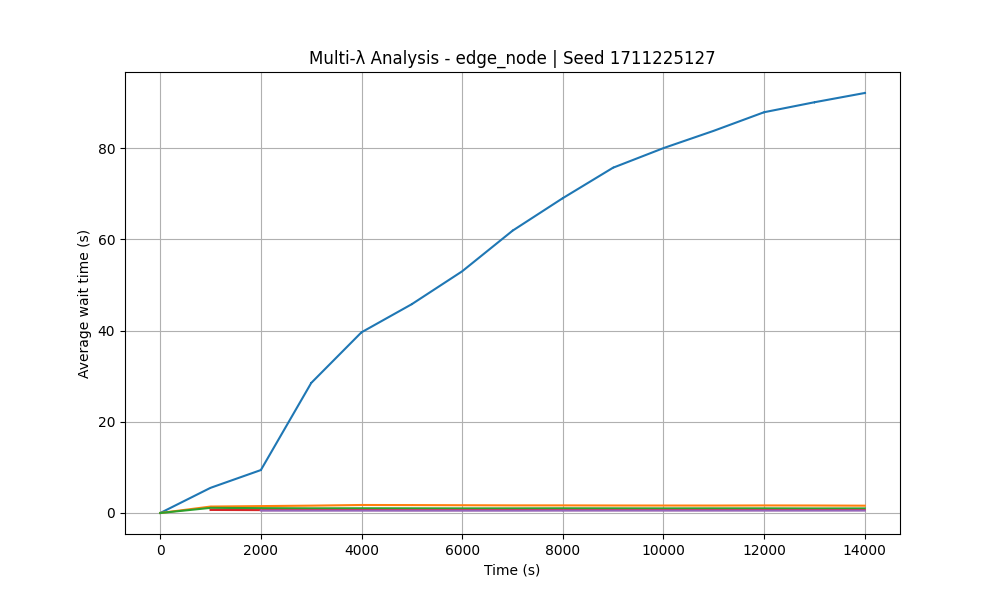 Multi-λ Analysis - edge_node | Seed 1711225127
Average wait time (s)
80
60
40
20
0
0 2000 4000 6000 8000 10000 12000 14000
Time (s)